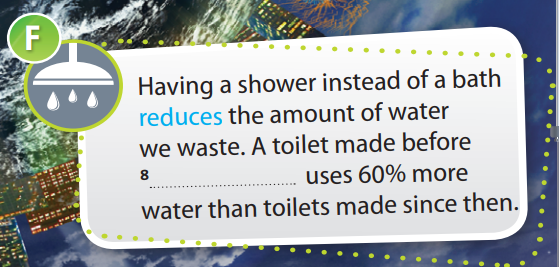 F
Having a shower instead of a bath
reduces the amount of water
we waste. A toilet made before
8 .................................... uses 60% more
water than toilets made since then.